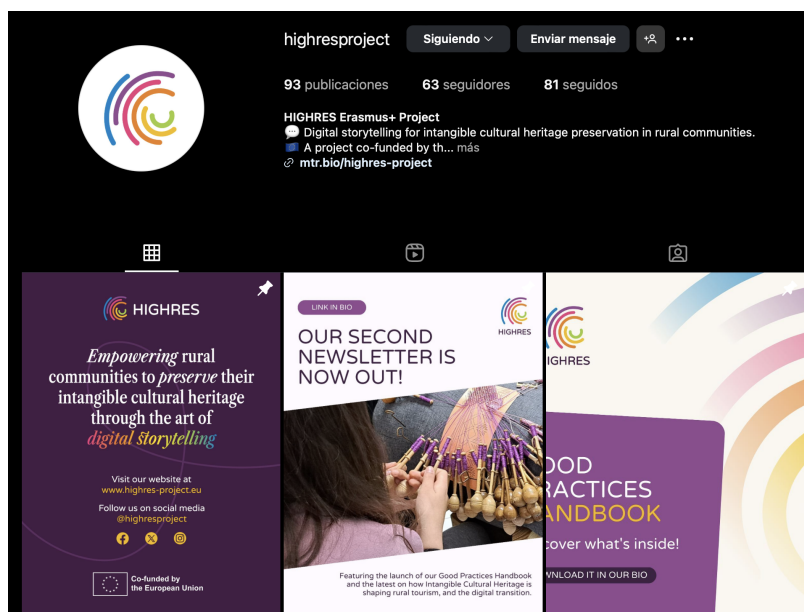 highresproject
Siguiendo
Enviar mensaje
93 publicaciones
63 seguidores
81 seguidos
HIGHRES Erasmus+ Project
💬 Digital storytelling for intangible cultural heritage preservation in rural communities.
🇪🇺 A project co-funded by th... más
mtr.bio/highres-project
HIGHRES
Empowering rural
communities to preserve their
intangible cultural heritage
through the art of
digital storytelling
Visit our website at
www.highres-project.eu
Follow us on social media
@highresproject
Co-funded by
the European Union
LINK IN BIO
HIGHRES
OUR SECOND
NEWSLETTER IS
NOW OUT!
Featuring the launch of our Good Practices Handbook
and the latest on how Intangible Cultural Heritage is
shaping rural tourism, and the digital transition.
IGHRES
OOD
RACTICES
ANDBOOK
cover what's inside!
WNLOAD IT IN OUR BIO